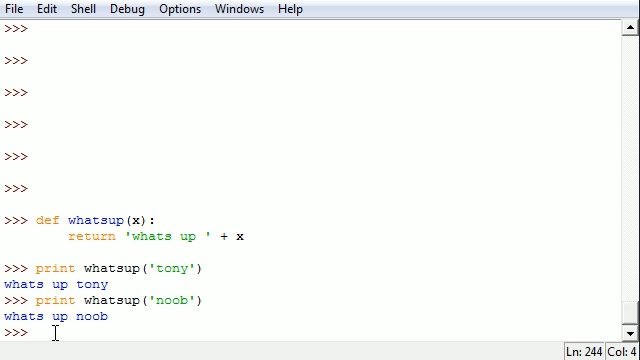 File Edit Shell Debug Options Windows Help
>>>
>>>
>>>
>>>
>>>
>>>
>>> def whatsup(x):
return 'whats up ' + x
>>> print whatsup('tony')
whats up tony
>>> print whatsup('noob')
whats up noob
>>>
Ln: 244 Col: 4